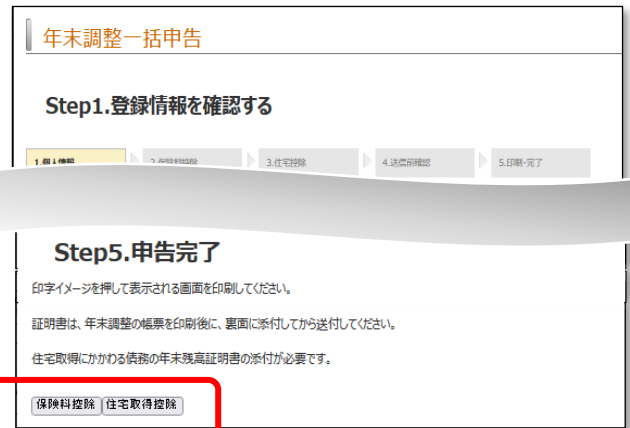 年末調整一括申告
Step1.登録情報を確認する
1.個人情報
2.保険料控除
3.住宅控除
4.送信前確認
5.印刷・完了
Step5.申告完了
印字イメージを押して表示される画面を印刷してください。
証明書は、年末調整の帳票を印刷後に、裏面に添付してから送付してください。
住宅取得にかかわる債務の年末残高証明書の添付が必要です。
保険料控除 住宅取得控除